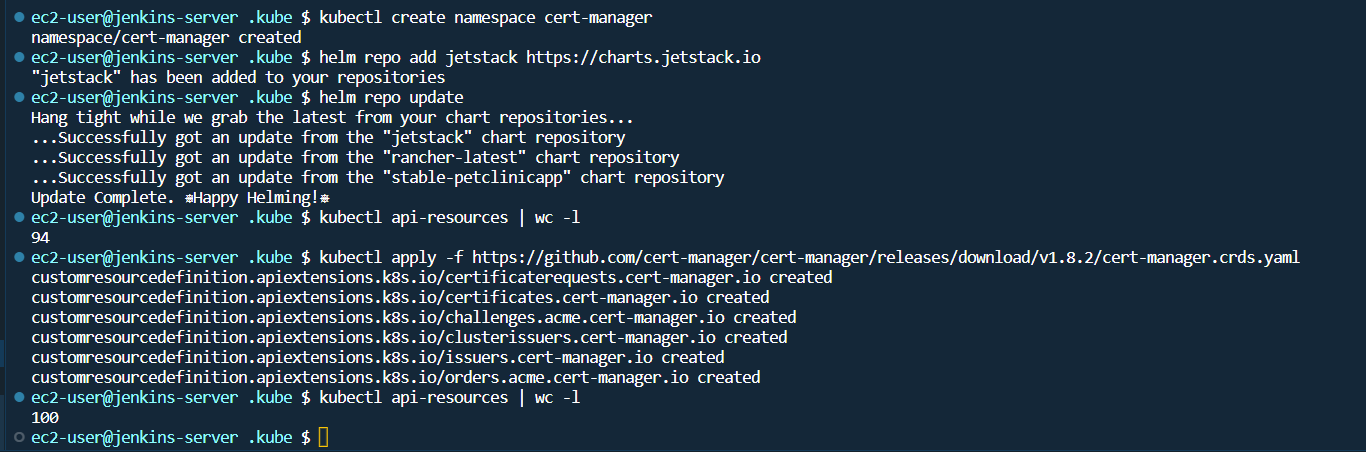 ec2-user@jenkins-server .kube $ kubectl create namespace cert-manager
namespace/cert-manager created
ec2-user@jenkins-server .kube $ helm repo add jetstack https://charts.jetstack.io
"jetstack" has been added to your repositories
ec2-user@jenkins-server .kube $ helm repo update
Hang tight while we grab the latest from your chart repositories...
...Successfully got an update from the "jetstack" chart repository
...Successfully got an update from the "rancher-latest" chart repository
...Successfully got an update from the "stable-petclinicapp" chart repository
Update Complete. ⎈Happy Helming!⎈
ec2-user@jenkins-server .kube $ kubectl api-resources | wc -l
94
ec2-user@jenkins-server .kube $ kubectl apply -f https://github.com/cert-manager/cert-manager/releases/download/v1.8.2/cert-manager.crds.yaml
customresourcedefinition.apiextensions.k8s.io/certificaterequests.cert-manager.io created
customresourcedefinition.apiextensions.k8s.io/certificates.cert-manager.io created
customresourcedefinition.apiextensions.k8s.io/challenges.acme.cert-manager.io created
customresourcedefinition.apiextensions.k8s.io/clusterissuers.cert-manager.io created
customresourcedefinition.apiextensions.k8s.io/issuers.cert-manager.io created
customresourcedefinition.apiextensions.k8s.io/orders.acme.cert-manager.io created
ec2-user@jenkins-server .kube $ kubectl api-resources | wc -l
100
ec2-user@jenkins-server .kube $